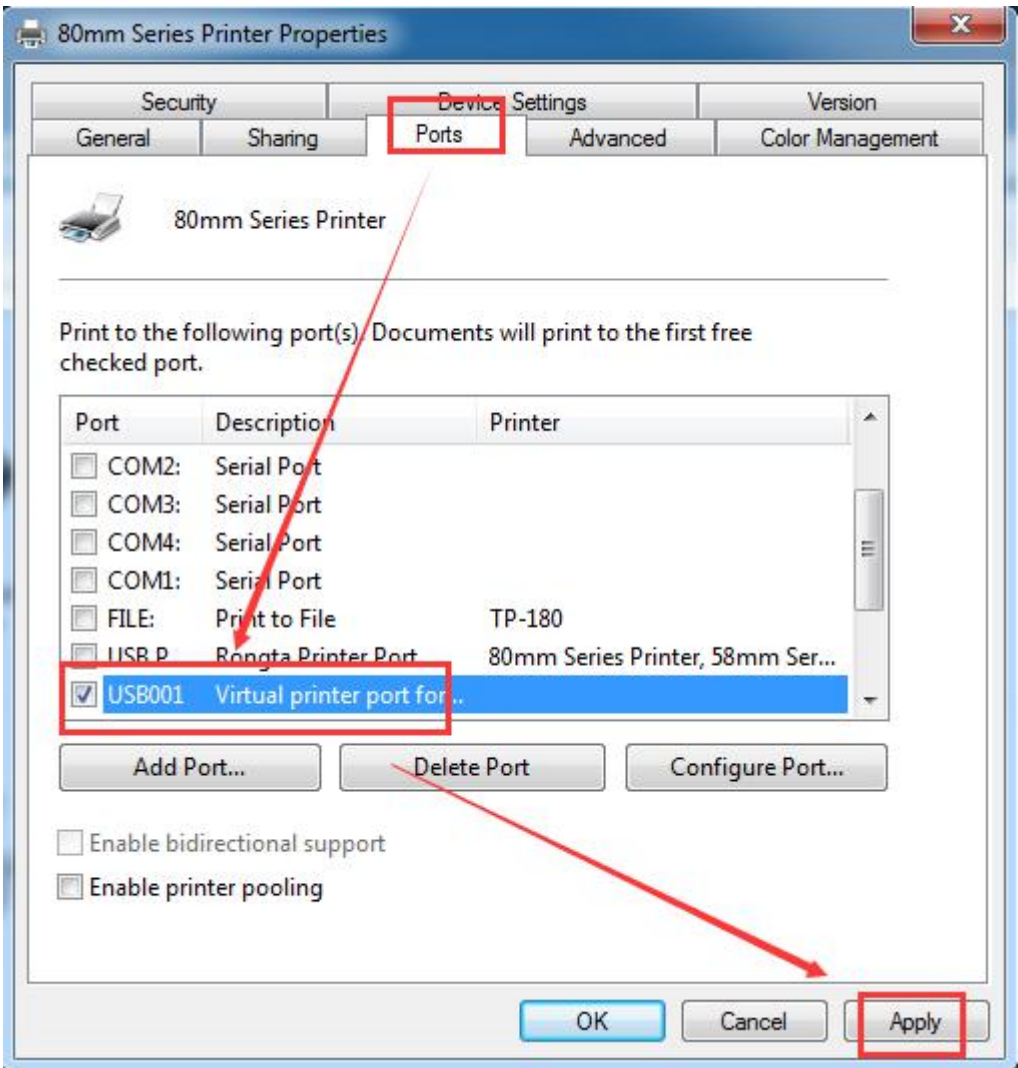 80mm Series Printer Properties
Security Device Settings Version
General Sharing Ports Advanced Color Management
80mm Series Printer
Print to the following port(s). Documents will print to the first free
checked port.
Port Description Printer
COM2: Serial Port
COM3: Serial Port
COM4: Serial Port
COM1: Serial Port
FILE: Print to File TP-180
USB P... Rongta Printer Port 80mm Series Printer, 58mm Ser...
USB001 Virtual printer port for...
Add Port... Delete Port Configure Port...
Enable bidirectional support
Enable printer pooling
OK Cancel Apply